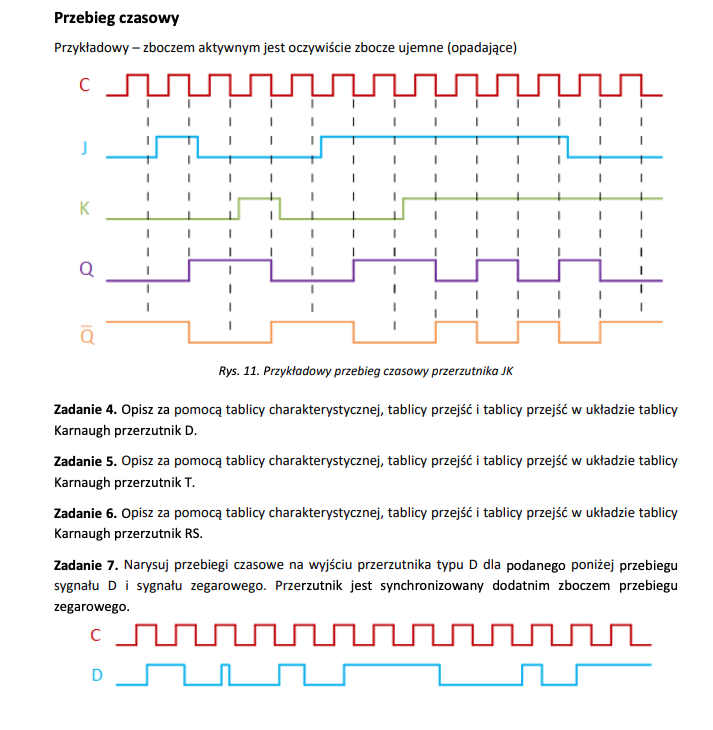 Przebieg czasowy
Przykładowy – zboczem aktywnym jest oczywiście zbocze ujemne (opadające)
C
J
K
Q
Q̅
Rys. 11. Przykładowy przebieg czasowy przerzutnika JK
Zadanie 4. Opisz za pomocą tablicy charakterystycznej, tablicy przejść i tablicy przejść w układzie tablicy
Karnaugh przerzutnik D.
Zadanie 5. Opisz za pomocą tablicy charakterystycznej, tablicy przejść i tablicy przejść w układzie tablicy
Karnaugh przerzutnik T.
Zadanie 6. Opisz za pomocą tablicy charakterystycznej, tablicy przejść i tablicy przejść w układzie tablicy
Karnaugh przerzutnik RS.
Zadanie 7. Narysuj przebiegi czasowe na wyjściu przerzutnika typu D dla podanego poniżej przebiegu
sygnału D i sygnału zegarowego. Przerzutnik jest synchronizowany dodatnim zboczem przebiegu
zegarowego.
C
D